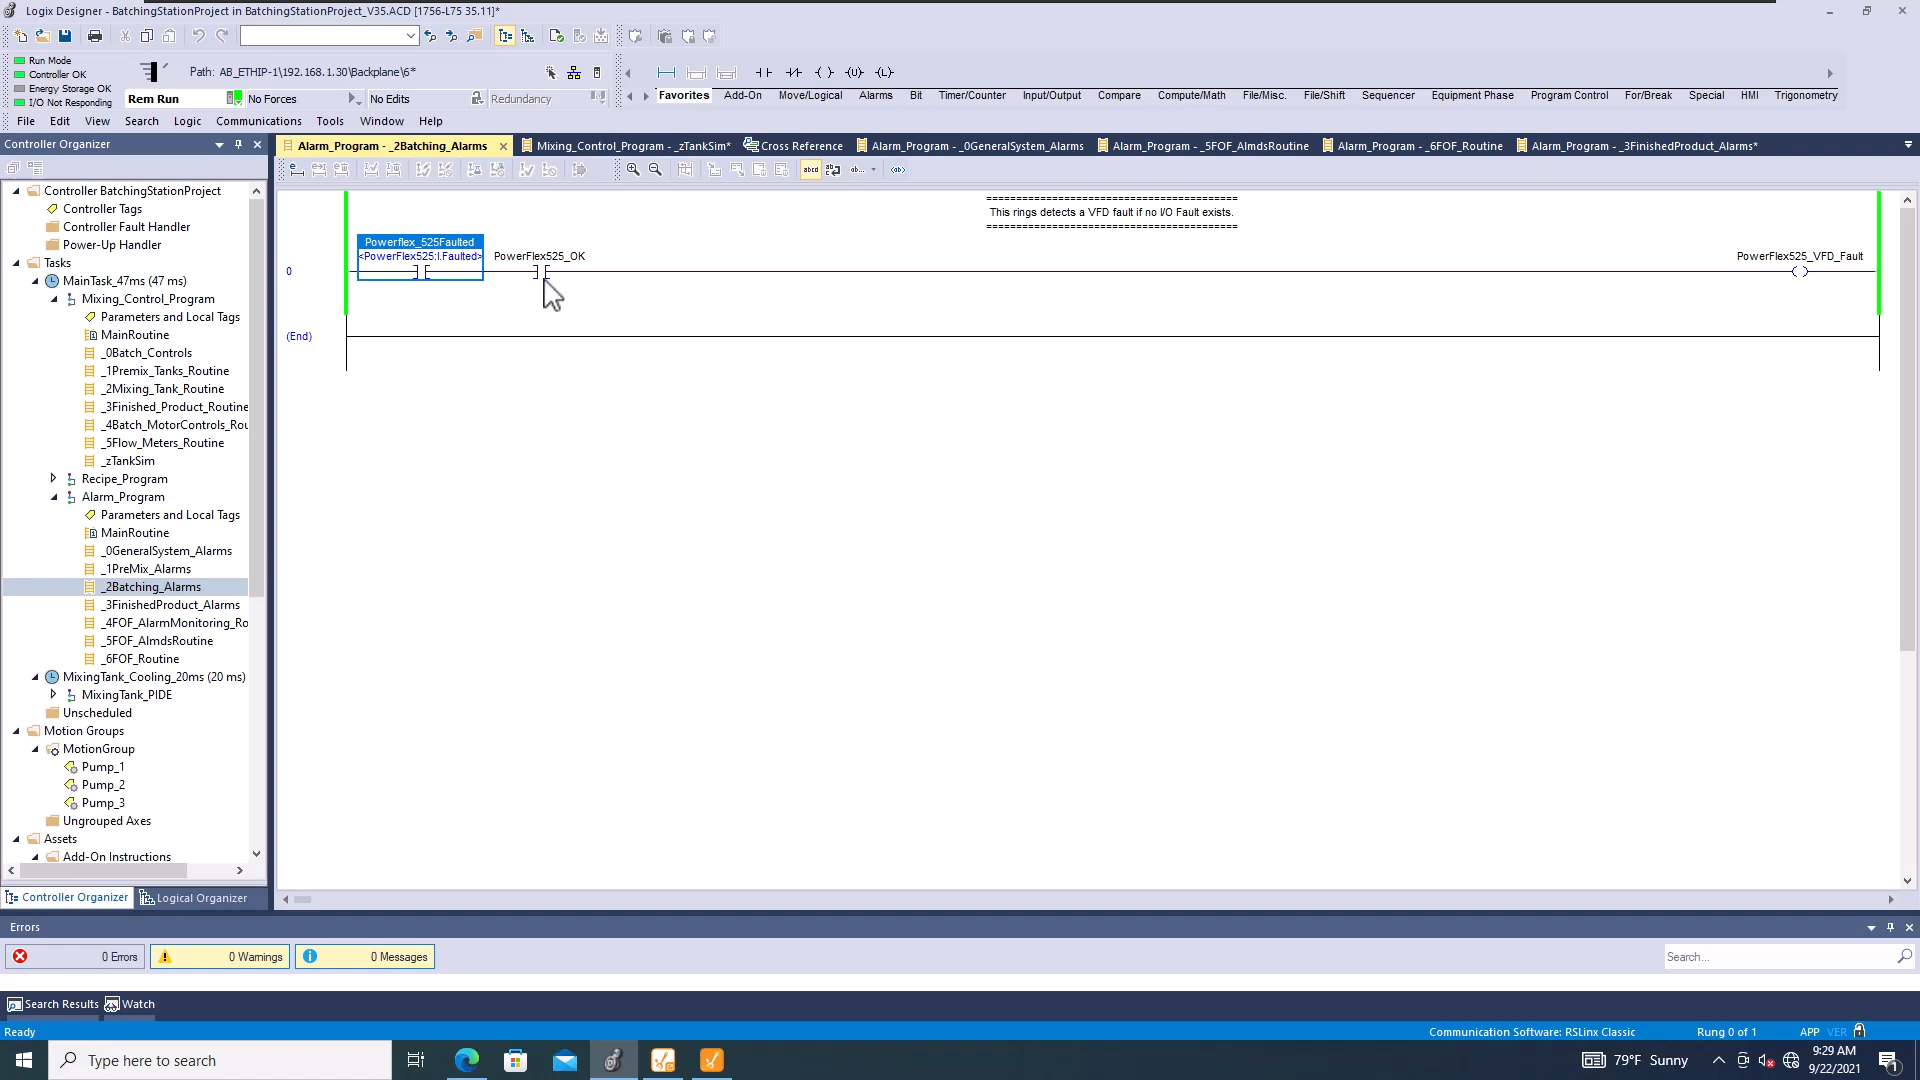 Logix Designer - BatchingStationProject in BatchingStationProject_V35.ACD [1756-L75 35.11]*
Run Mode
Controller OK
Energy Storage OK
I/O Not Responding
Path: AB_ETHIP-1\192.168.1.30\Backplane\6*
Rem Run
No Forces
No Edits
Redundancy
Favorites
Add-On
Move/Logical
Alarms
Bit
Timer/Counter
Input/Output
Compare
Compute/Math
File/Misc.
File/Shift
Sequencer
Equipment Phase
Program Control
For/Break
Special
HMI
Trigonometry
File Edit View Search Logic Communications Tools Window Help
Controller Organizer
Alarm_Program - _2Batching_Alarms
Mixing_Control_Program - _zTankSim*
Cross Reference
Alarm_Program - _0GeneralSystem_Alarms
Alarm_Program - _5FOF_AlmdsRoutine
Alarm_Program - _6FOF_Routine
Alarm_Program - _3FinishedProduct_Alarms*
Controller BatchingStationProject
Controller Tags
Controller Fault Handler
Power-Up Handler
Tasks
MainTask_47ms (47 ms)
Mixing_Control_Program
Parameters and Local Tags
MainRoutine
_0Batch_Controls
_1Premix_Tanks_Routine
_2Mixing_Tank_Routine
_3Finished_Product_Routine
_4Batch_MotorControls_Rou
_5Flow_Meters_Routine
_zTankSim
Recipe_Program
Alarm_Program
Parameters and Local Tags
MainRoutine
_0GeneralSystem_Alarms
_1PreMix_Alarms
_2Batching_Alarms
_3FinishedProduct_Alarms
_4FOF_AlarmMonitoring_Ro
_5FOF_AlmdsRoutine
_6FOF_Routine
MixingTank_Cooling_20ms (20 ms)
MixingTank_PIDE
Unscheduled
Motion Groups
MotionGroup
Pump_1
Pump_2
Pump_3
Ungrouped Axes
Assets
Add-On Instructions
Controller Organizer
Logical Organizer
==========================================
This rings detects a VFD fault if no I/O Fault exists.
==========================================
Powerflex_525Faulted
<PowerFlex525:I.Faulted>
PowerFlex525_OK
PowerFlex525_VFD_Fault
0
(End)
Errors
0 Errors
0 Warnings
0 Messages
Search...
Search Results
Watch
Ready
Communication Software: RSLinx Classic
Rung 0 of 1
APP VER
Type here to search
79°F Sunny
9:29 AM
9/22/2021
1